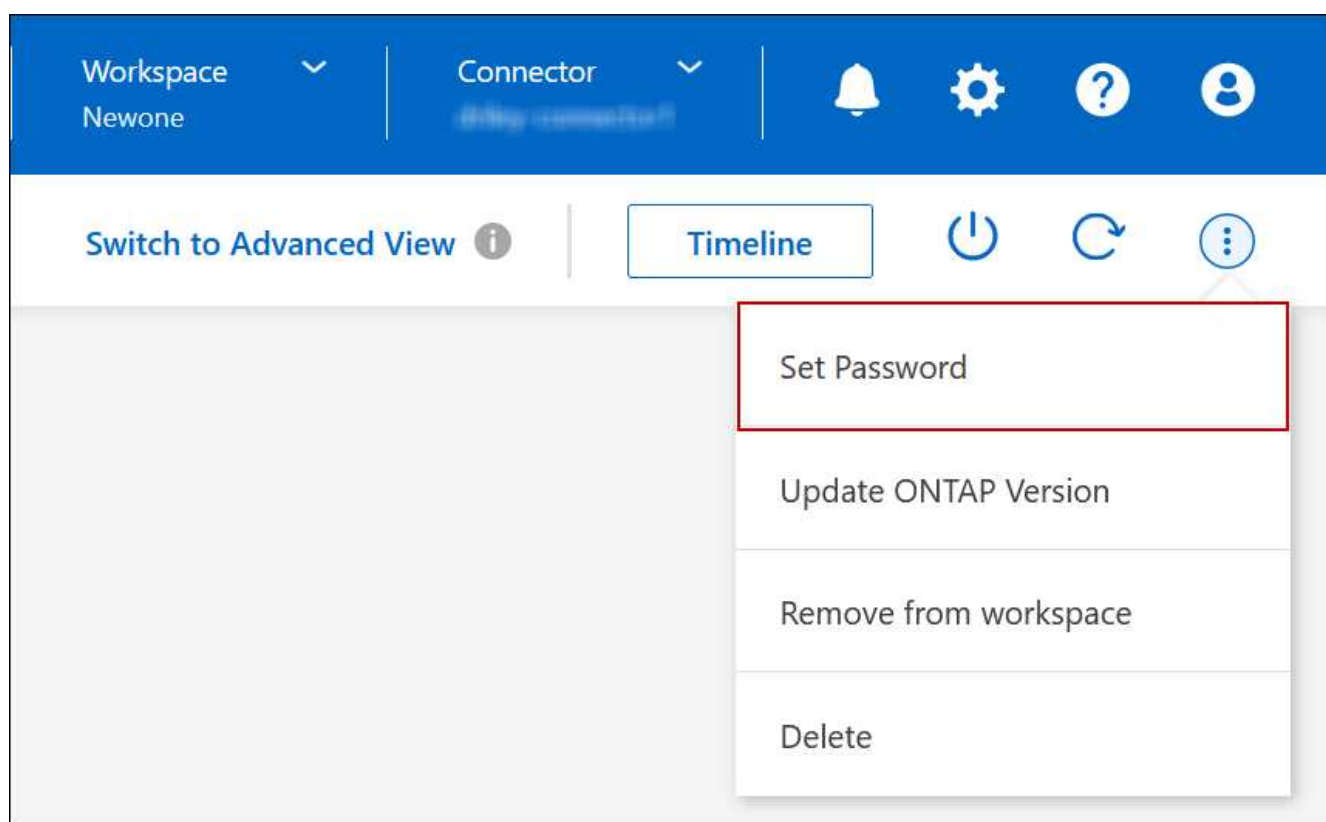 Workspace
Newone
Connector
Switch to Advanced View
Timeline
Set Password
Update ONTAP Version
Remove from workspace
Delete